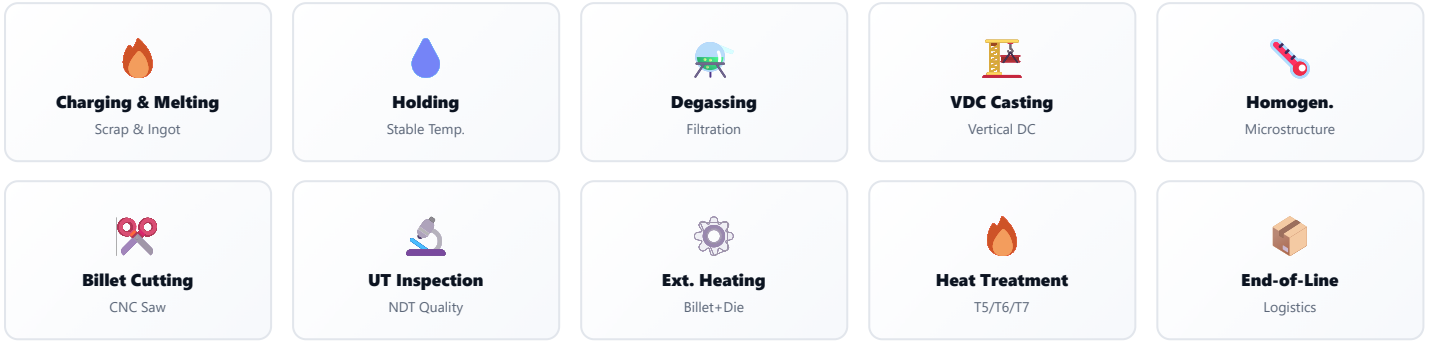 Charging & Melting
Scrap & Ingot
Holding
Stable Temp.
Degassing
Filtration
VDC Casting
Vertical DC
Homogen.
Microstructure
Billet Cutting
CNC Saw
UT Inspection
NDT Quality
Ext. Heating
Billet+Die
Heat Treatment
T5/T6/T7
End-of-Line
Logistics